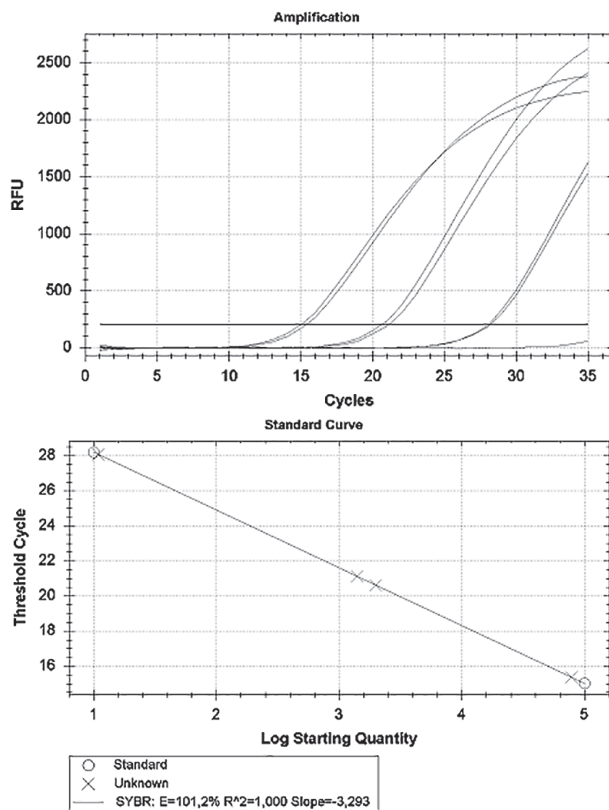 Amplification
2500
2000
1500
1000
500
0
RFU
0 5 10 15 20 25 30 35
Cycles
Standard Curve
28
26
24
22
20
18
16
Threshold Cycle
1 2 3 4 5
Log Starting Quantity
Standard
Unknown
SYBR: E=101,2% R^2=1,000 Slope=-3,293